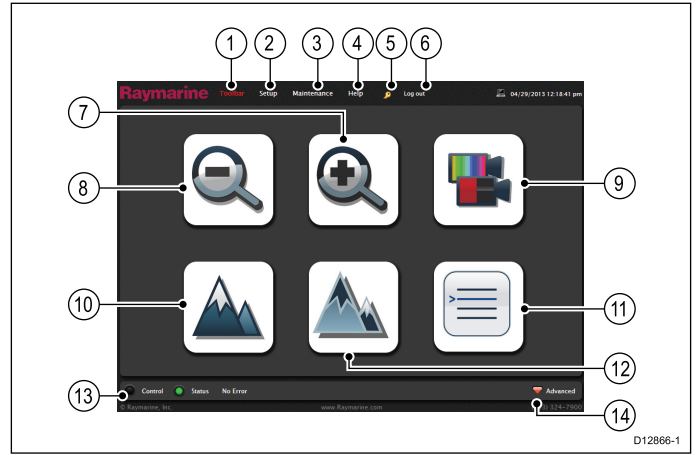 1 2 3 4 5 6
Raymarine Toolbar Setup Maintenance Help Log out 04/29/2013 12:18:41 pm
7
8
9
10
11
12
Control Status No Error Advanced
13
© Raymarine, Inc www.Raymarine.com 324-7900
14
D12866-1